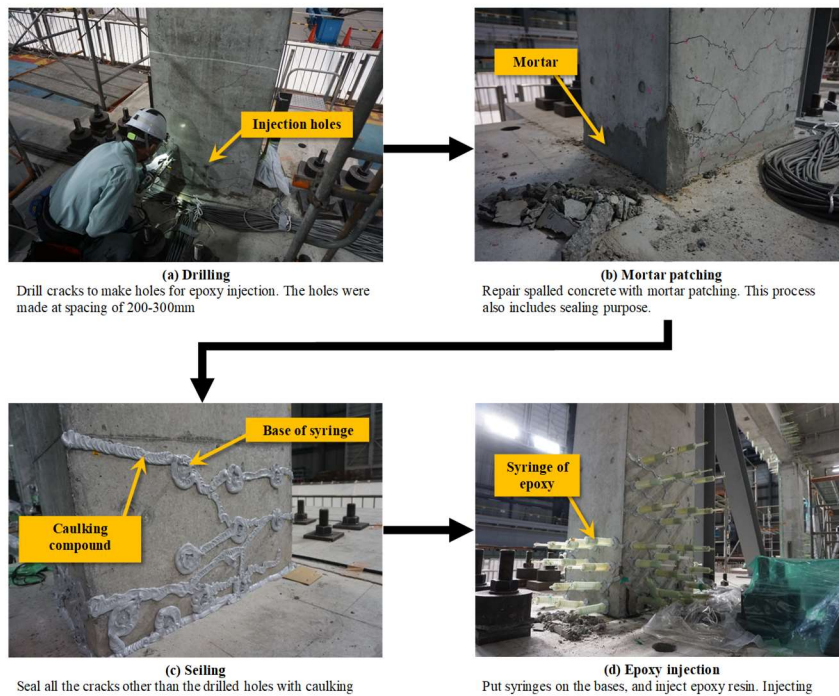 Injection holes
(a) Drilling
Drill cracks to make holes for epoxy injection. The holes were
made at spacing of 200-300mm
Mortar
(b) Mortar patching
Repair spalled concrete with mortar patching. This process
also includes sealing purpose.
Base of syringe
Caulking
compound
(c) Seiling
Seal all the cracks other than the drilled holes with caulking
Syringe of
epoxy
(d) Epoxy injection
Put syringes on the bases, and inject epoxy resin. Injecting